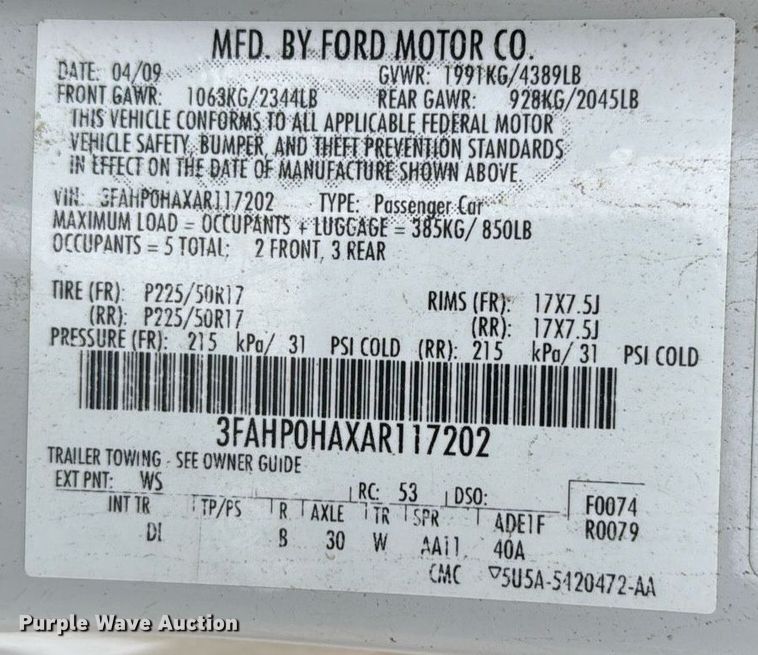 MFD. BY FORD MOTOR CO.
DATE: 04/09 GVWR: 1991KG/4389LB
FRONT GAWR: 1063KG/2344LB REAR GAWR: 928KG/2045LB
THIS VEHICLE CONFORMS TO ALL APPLICABLE FEDERAL MOTOR
VEHICLE SAFETY, BUMPER, AND THEFT PREVENTION STANDARDS
IN EFFECT ON THE DATE OF MANUFACTURE SHOWN ABOVE.
VIN: 3FAHP0HAXAR117202 TYPE: Passenger Car
MAXIMUM LOAD = OCCUPANTS + LUGGAGE = 385KG/ 850LB
OCCUPANTS = 5 TOTAL; 2 FRONT, 3 REAR
TIRE (FR): P225/50R17 RIMS (FR): 17X7.5J
(RR): P225/50R17 (RR): 17X7.5J
PRESSURE (FR): 215 kPa/ 31 PSI COLD (RR): 215 kPa/ 31 PSI COLD
3FAHP0HAXAR117202
TRAILER TOWING - SEE OWNER GUIDE
EXT PNT: WS RC: 53 DSO: F0074
INT TR TP/PS R AXLE TR SPR ADE1F R0079
DI B 30 W AA11 40A
CMC ▽5U5A-5420472-AA
Purple Wave Auction